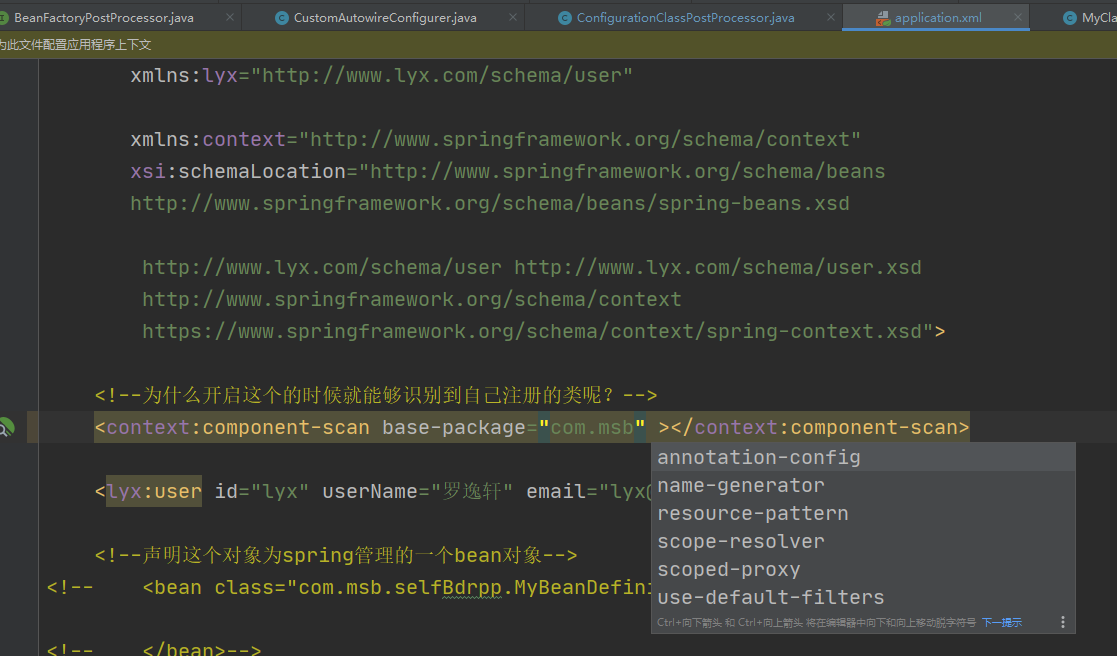 BeanFactoryPostProcessor.java CustomAutowireConfigurer.java ConfigurationClassPostProcessor.java application.xml MyCla
为此文件配置应用程序上下文
xmlns:lyx="http://www.lyx.com/schema/user"
xmlns:context="http://www.springframework.org/schema/context"
xsi:schemaLocation="http://www.springframework.org/schema/beans
http://www.springframework.org/schema/beans/spring-beans.xsd
http://www.lyx.com/schema/user http://www.lyx.com/schema/user.xsd
http://www.springframework.org/schema/context
https://www.springframework.org/schema/context/spring-context.xsd">
<!--为什么开启这个的时候就能够识别到自己注册的类呢？-->
<context:component-scan base-package="com.msb" ></context:component-scan>
annotation-config
<lyx:user id="lyx" userName="罗逸轩" email="lyx@
name-generator
resource-pattern
scope-resolver
<!--声明这个对象为spring管理的一个bean对象-->
scoped-proxy
<!-- <bean class="com.msb.selfBdrpp.MyBeanDefini
use-default-filters
Ctrl+向下箭头 和 Ctrl+向上箭头 将在编辑器中向下和向上移动脱字符号 下一提示
<!-- </bean>-->